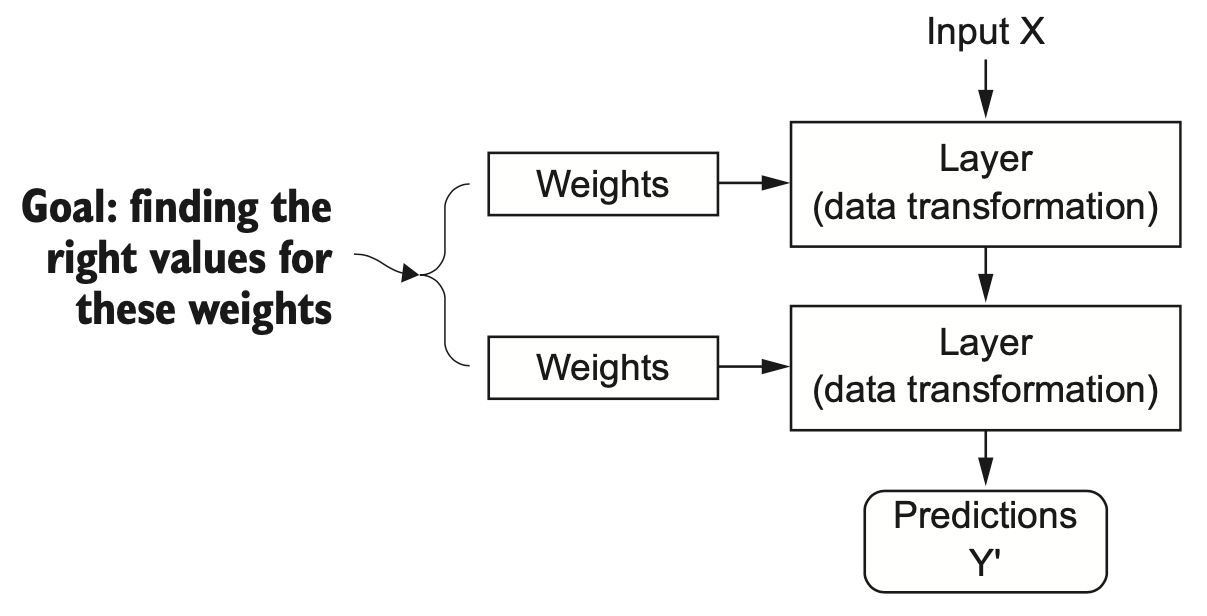 Input X
Layer
(data transformation)
Weights
Goal: finding the
right values for
these weights
Layer
(data transformation)
Weights
Predictions
Y'